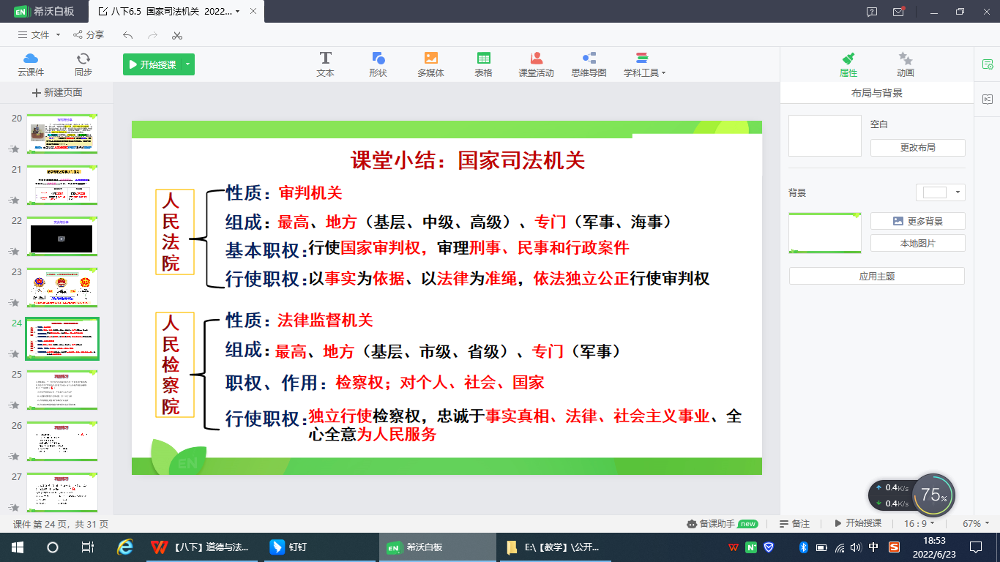 希沃白板
八下6.5 国家司法机关 2022...
文件
分享
云课件
同步
开始授课
文本
形状
多媒体
表格
课堂活动
思维导图
学科工具
属性
动画
新建页面
布局与背景
空白
更改布局
背景
更多背景
本地图片
应用主题
20
21
22
23
24
25
26
27
课堂小结：国家司法机关
人民法院
性质：审判机关
组成：最高、地方（基层、中级、高级）、专门（军事、海事）
基本职权：行使国家审判权，审理刑事、民事和行政案件
行使职权：以事实为依据、以法律为准绳，依法独立公正行使审判权
人民检察院
性质：法律监督机关
组成：最高、地方（基层、市级、省级）、专门（军事）
职权、作用：检察权；对个人、社会、国家
行使职权：独立行使检察权，忠诚于事实真相、法律、社会主义事业、全
心全意为人民服务
EN
0.4K/s
0.4K/s
75%
课件 第 24 页，共 31 页
备课助手 new
备注
开始授课
16 : 9
67%
【八下】道德与法...
钉钉
希沃白板
E:\【教学】\公开...
中
18:53
2022/6/23